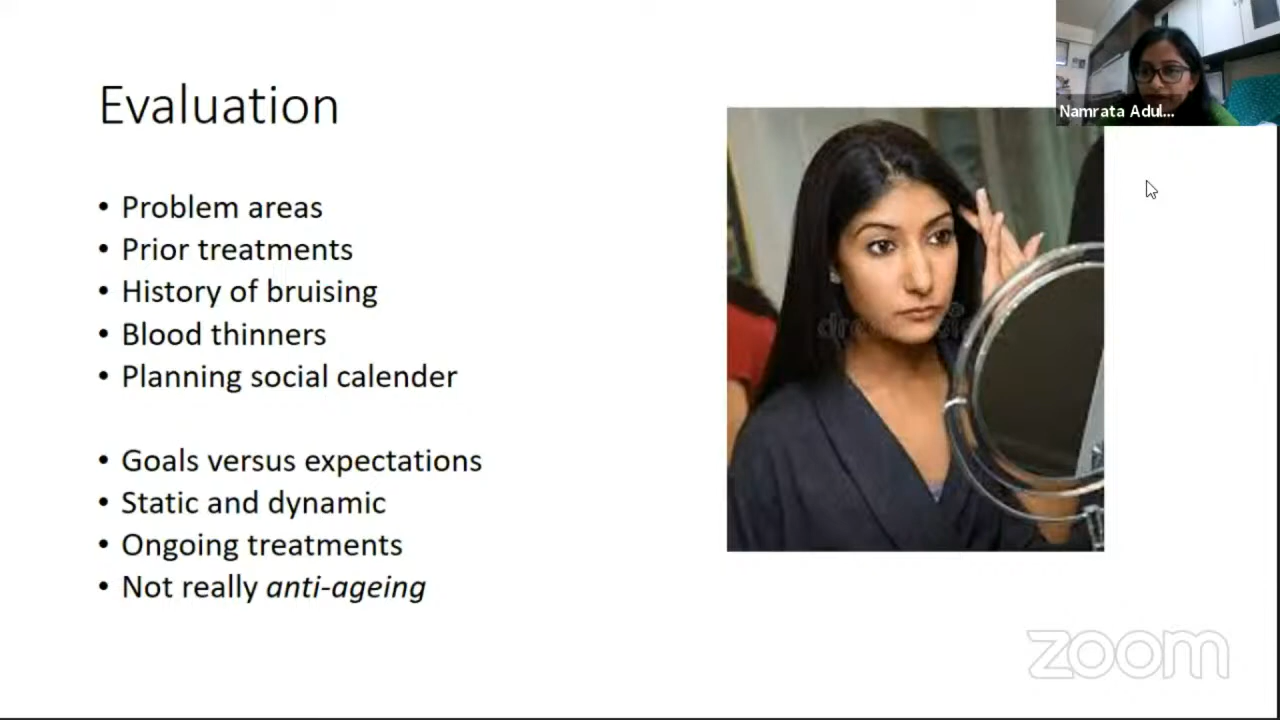 Evaluation
Namrata Adul...
• Problem areas
• Prior treatments
• History of bruising
• Blood thinners
• Planning social calender
• Goals versus expectations
• Static and dynamic
• Ongoing treatments
• Not really anti-ageing
zoom